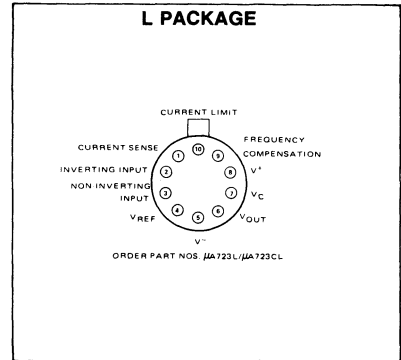 L PACKAGE
CURRENT LIMIT
CURRENT SENSE
FREQUENCY
COMPENSATION
INVERTING INPUT
NON-INVERTING
INPUT
VREF
V-
VOUT
VC
V+
1
2
3
4
5
6
7
8
9
10
ORDER PART NOS. μA723L/μA723CL